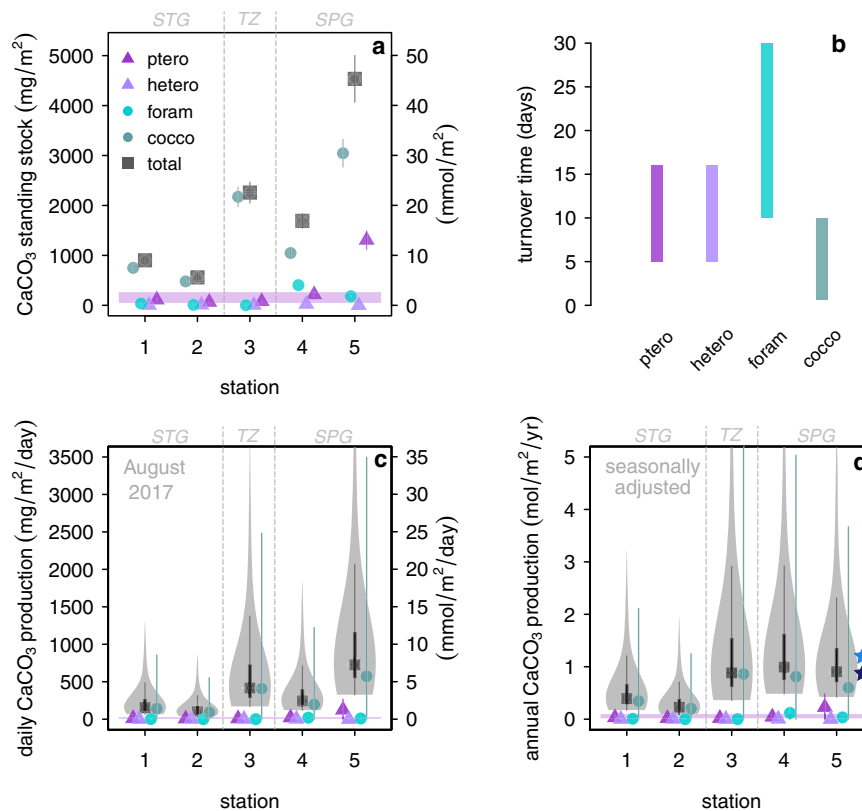 STG TZ SPG
a
CaCO₃ standing stock (mg/m²)
5000
4000
3000
2000
1000
0
ptero
hetero
foram
cocco
total
50
40
30
20
10
0
(mmol/m²)
1 2 3 4 5
station
b
turnover time (days)
30
25
20
15
10
5
0
ptero hetero foram cocco
STG TZ SPG
c
daily CaCO₃ production (mg/m²/day)
3500
3000
2500
2000
1500
1000
500
0
August
2017
35
30
25
20
15
10
5
0
(mmol/m²/day)
1 2 3 4 5
station
STG TZ SPG
d
annual CaCO₃ production (mol/m²/yr)
5
4
3
2
1
0
seasonally
adjusted
1 2 3 4 5
station